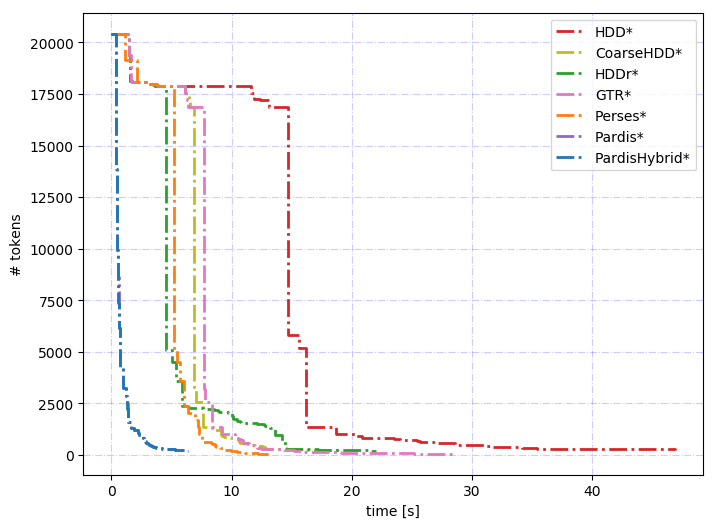 HDD*
CoarseHDD*
HDDr*
GTR*
Perses*
Pardis*
PardisHybrid*
20000
17500
15000
12500
10000
7500
5000
2500
0
# tokens
0 10 20 30 40
time [s]